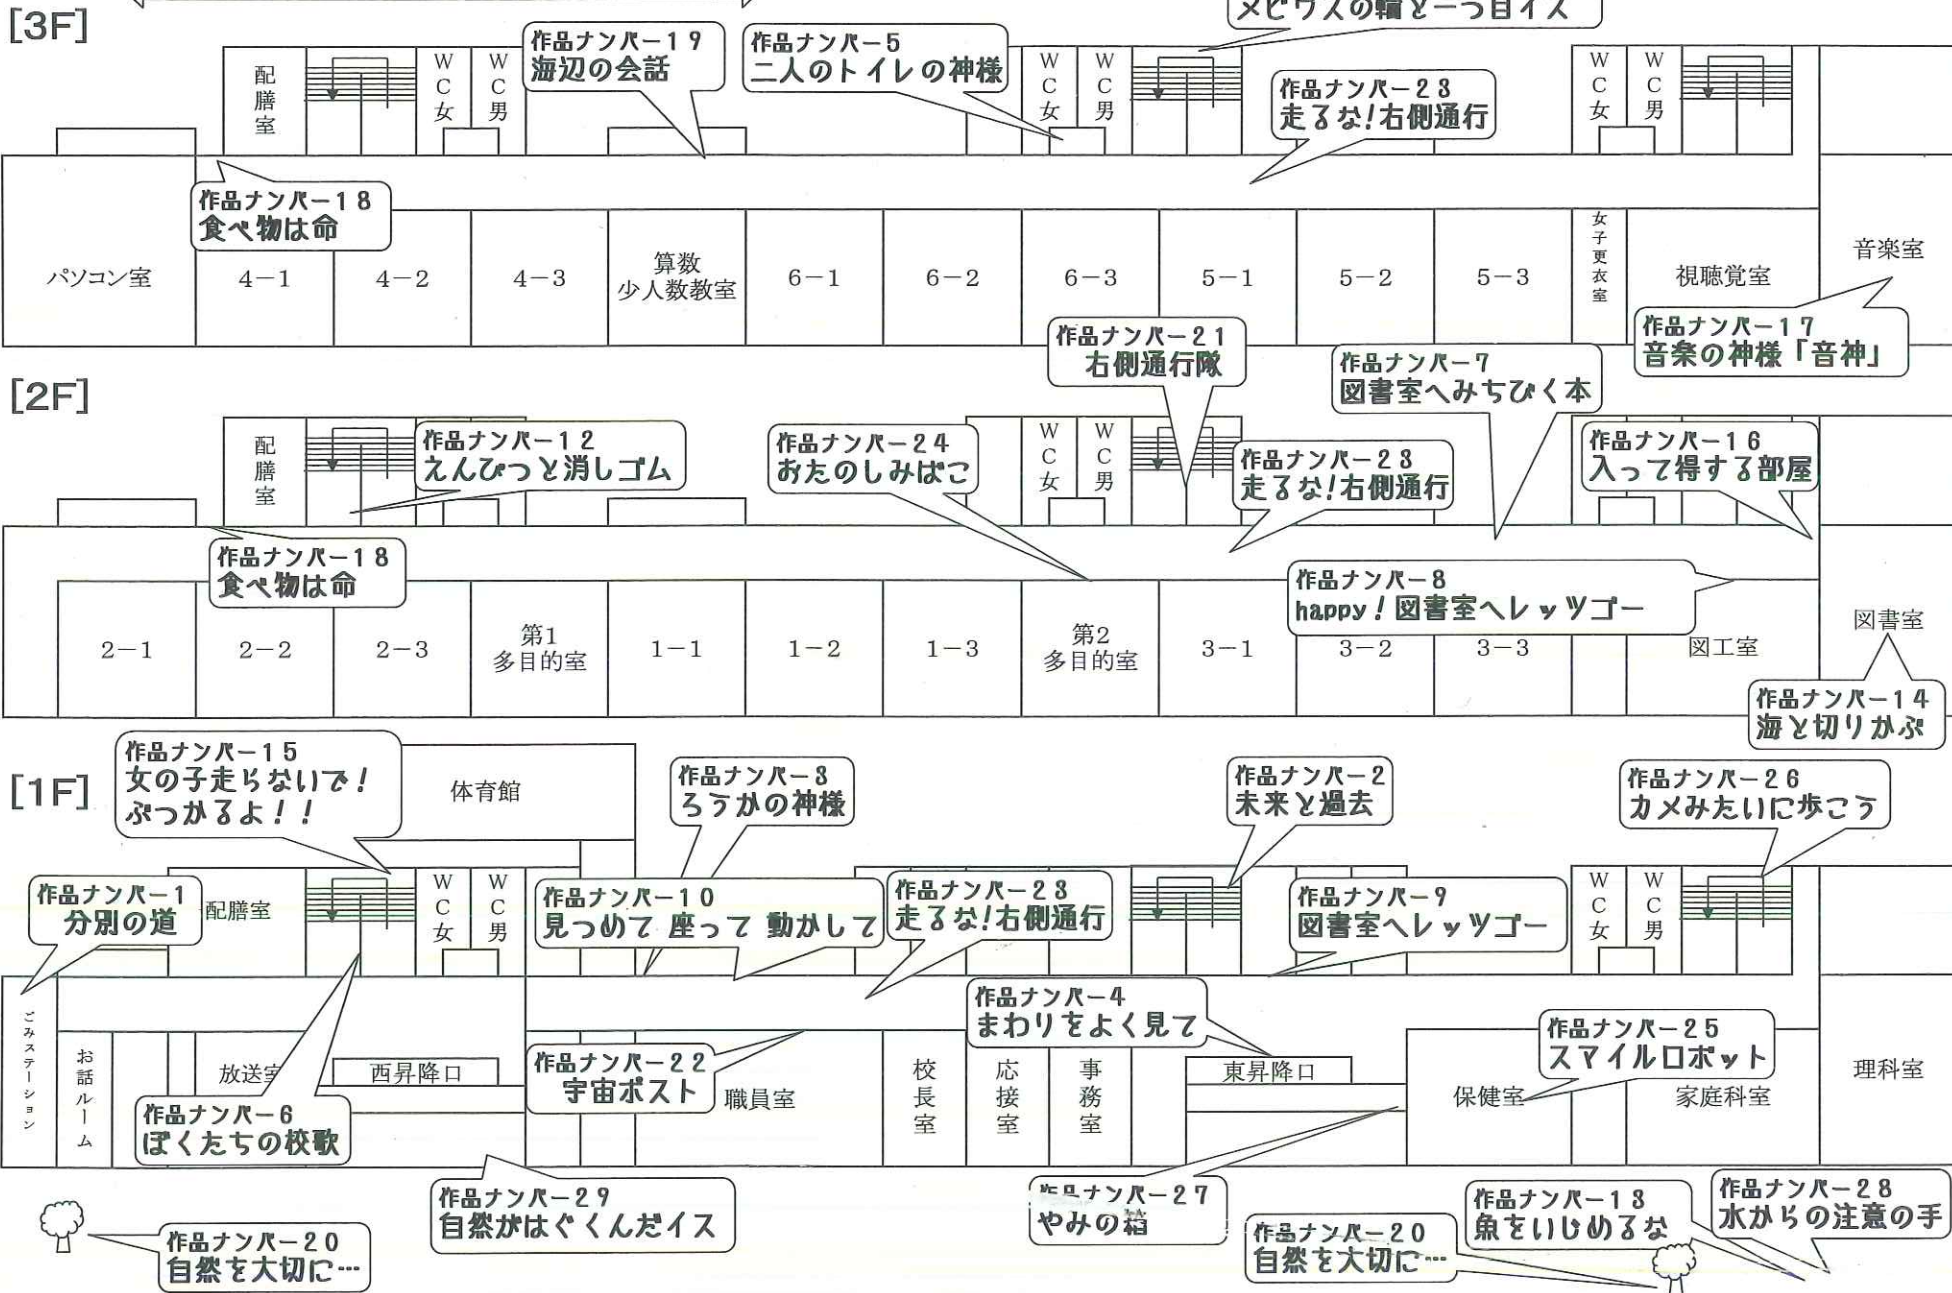 [3F]
メビウスの輪と一つ目イス
配膳室
WC女
WC男
作品ナンバー19
海辺の会話
作品ナンバー5
二人のトイレの神様
WC女
WC男
作品ナンバー23
走るな!右側通行
WC女
WC男
作品ナンバー18
食べ物は命
パソコン室
4-1
4-2
4-3
算数
少人数教室
6-1
6-2
6-3
5-1
5-2
5-3
女子更衣室
視聴覚室
音楽室
作品ナンバー17
音楽の神様「音神」
[2F]
作品ナンバー21
右側通行隊
作品ナンバー7
図書室へみちびく本
配膳室
作品ナンバー12
えんぴつと消しゴム
作品ナンバー24
おたのしみばこ
WC女
WC男
作品ナンバー23
走るな!右側通行
作品ナンバー16
入って得する部屋
作品ナンバー18
食べ物は命
作品ナンバー8
happy!図書室へレッツゴー
2-1
2-2
2-3
第1
多目的室
1-1
1-2
1-3
第2
多目的室
3-1
3-2
3-3
図工室
図書室
作品ナンバー14
海と切りかぶ
[1F]
作品ナンバー15
女の子走らないで!
ぶつかるよ!!
体育館
作品ナンバー3
ろうかの神様
作品ナンバー2
未来と過去
作品ナンバー26
カメみたいに歩こう
作品ナンバー1
分別の道
配膳室
WC女
WC男
作品ナンバー10
見つめて 座って 動かして
作品ナンバー23
走るな!右側通行
作品ナンバー9
図書室へレッツゴー
WC女
WC男
ごみステーション
お話ルーム
放送室
西昇降口
作品ナンバー6
ぼくたちの校歌
作品ナンバー22
宇宙ポスト
職員室
校長室
応接室
事務室
作品ナンバー4
まわりをよく見て
東昇降口
保健室
作品ナンバー25
スマイルロボット
家庭科室
理科室
作品ナンバー29
自然がはぐくんだイス
作品ナンバー27
やみの箱
作品ナンバー13
魚をいじめるな
作品ナンバー28
水からの注意の手
作品ナンバー20
自然を大切に…
作品ナンバー20
自然を大切に…